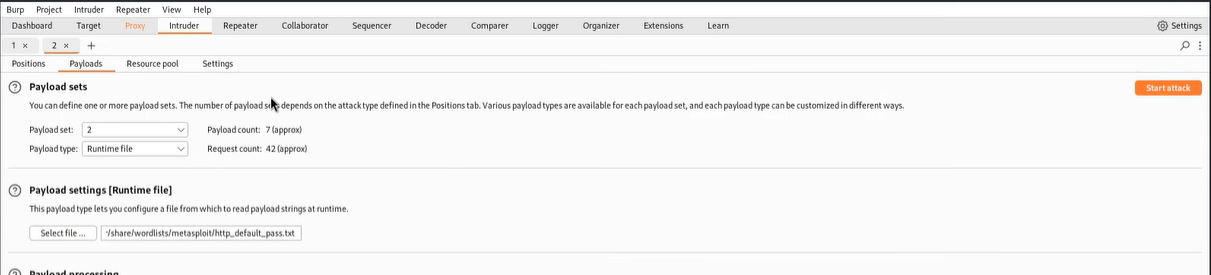 Burp Project Intruder Repeater View Help
Dashboard Target Proxy Intruder Repeater Collaborator Sequencer Decoder Comparer Logger Organizer Extensions Learn Settings
1 × 2 × +
Positions Payloads Resource pool Settings
? Payload sets Start attack
You can define one or more payload sets. The number of payload sets depends on the attack type defined in the Positions tab. Various payload types are available for each payload set, and each payload type can be customized in different ways.
Payload set: 2 Payload count: 7 (approx)
Payload type: Runtime file Request count: 42 (approx)
? Payload settings [Runtime file]
This payload type lets you configure a file from which to read payload strings at runtime.
Select file ... /share/wordlists/metasploit/http_default_pass.txt
? Payload processing